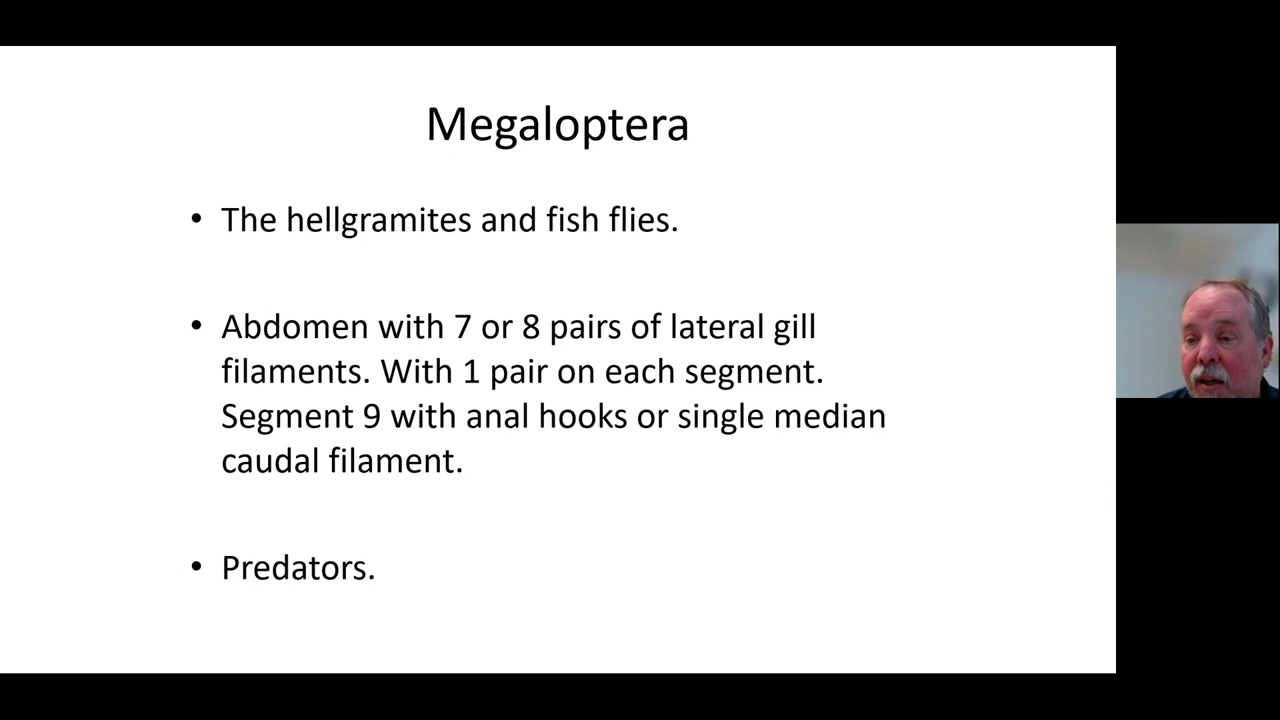 Megaloptera
• The hellgramites and fish flies.
• Abdomen with 7 or 8 pairs of lateral gill
filaments. With 1 pair on each segment.
Segment 9 with anal hooks or single median
caudal filament.
• Predators.